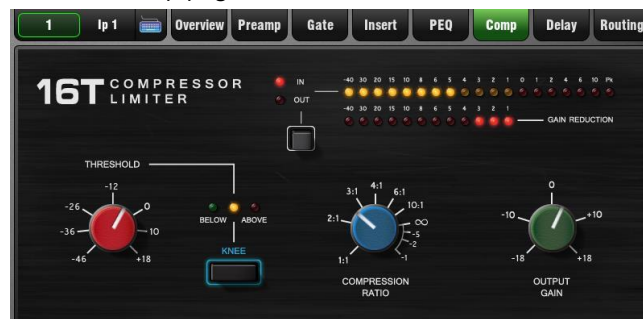 1 Ip 1 Overview Preamp Gate Insert PEQ Comp Delay Routing
16T COMPRESSOR
LIMITER
IN
OUT
-40 30 20 15 10 8 6 5 4 3 2 1 0 1 2 4 6 10 Pk
-40 30 20 15 10 8 6 5 4 3 2 1
GAIN REDUCTION
THRESHOLD
-12
-26 0
-36 10
-46 +18
BELOW ABOVE
KNEE
4:1
3:1 6:1
2:1 10:1
∞
-5
-2
1:1 -1
COMPRESSION
RATIO
0
-10 +10
-18 +18
OUTPUT
GAIN